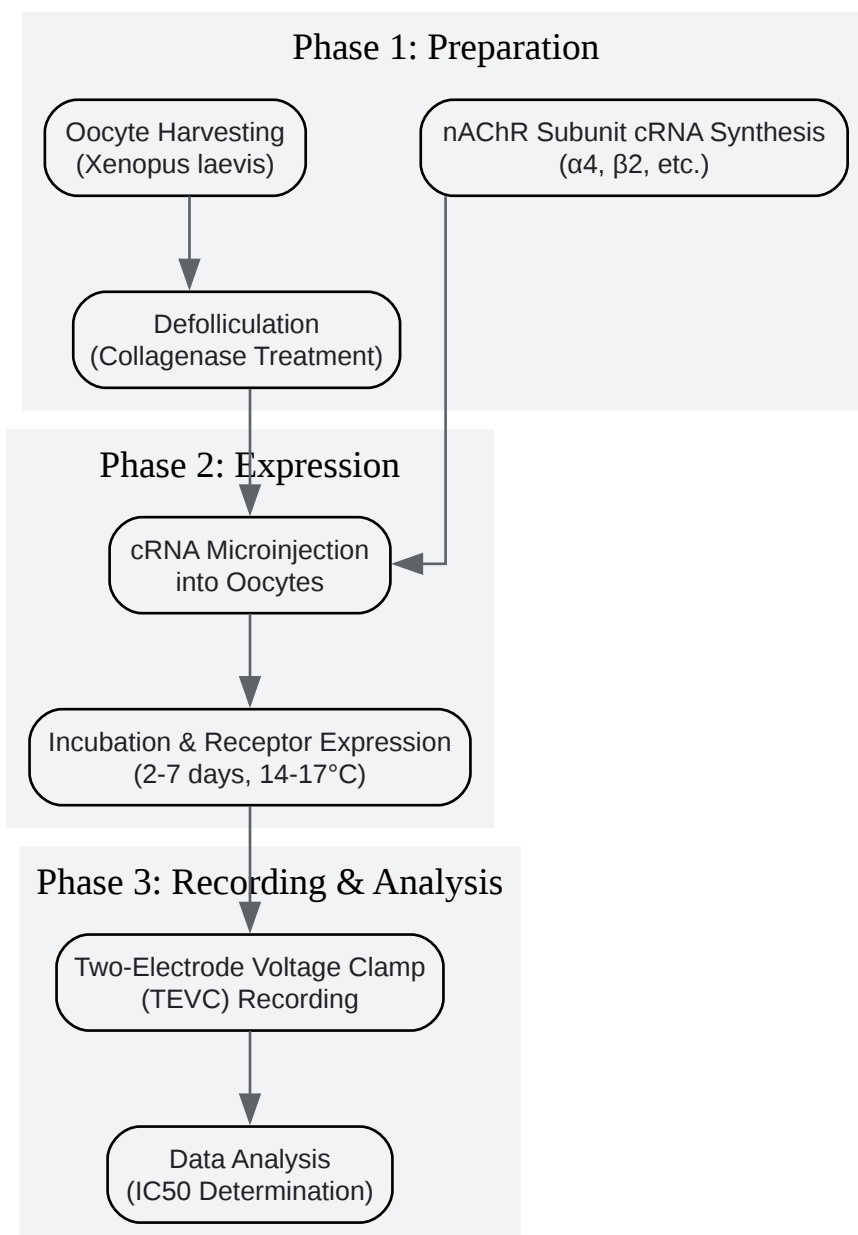 Phase 1: Preparation
Oocyte Harvesting
(Xenopus laevis)
nAChR Subunit cRNA Synthesis
(α4, β2, etc.)
Defolliculation
(Collagenase Treatment)
Phase 2: Expression
cRNA Microinjection
into Oocytes
Incubation & Receptor Expression
(2-7 days, 14-17°C)
Phase 3: Recording & Analysis
Two-Electrode Voltage Clamp
(TEVC) Recording
Data Analysis
(IC50 Determination)